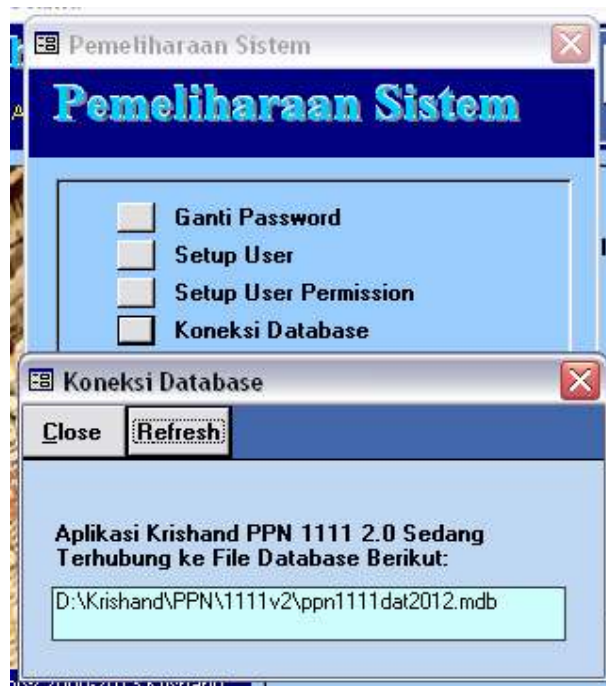 Pemeliharaan Sistem
Pemeliharaan Sistem
Ganti Password
Setup User
Setup User Permission
Koneksi Database
Koneksi Database
Close Refresh
Aplikasi Krishand PPN 1111 2.0 Sedang
Terhubung ke File Database Berikut:
D:\Krishand\PPN\1111v2\ppn1111dat2012.mdb